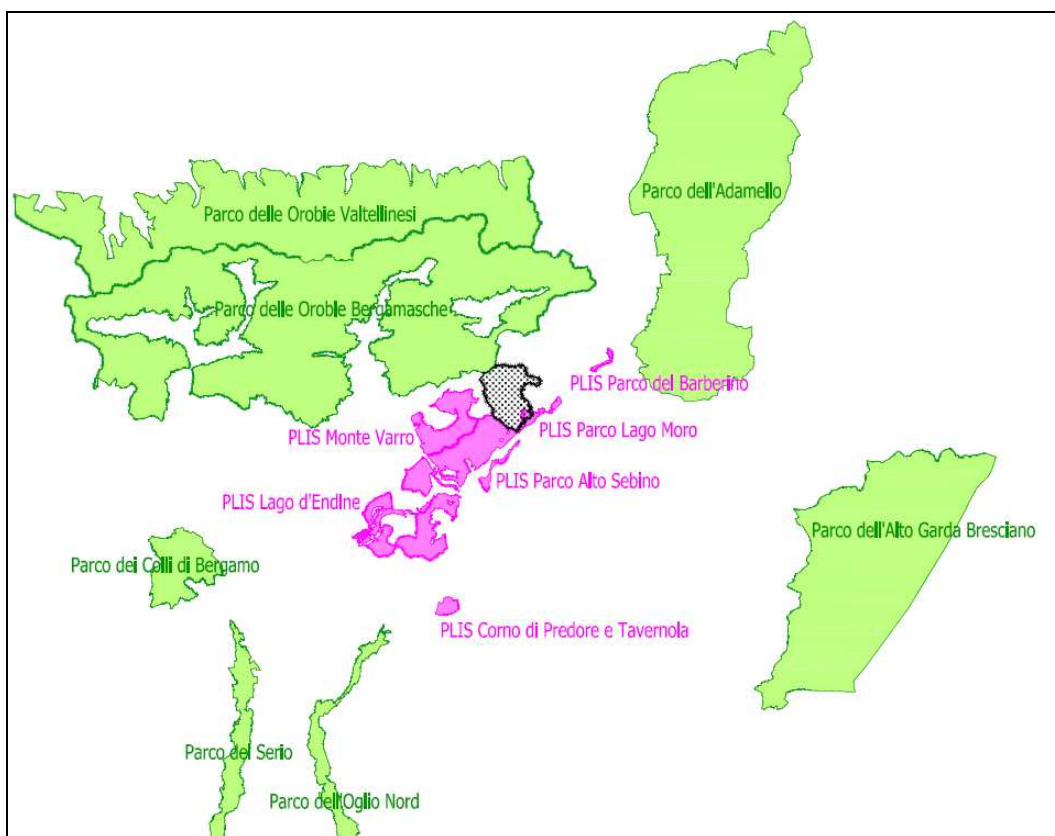 Parco dell'Adamello
Parco delle Orobie Valtellinesi
Parco delle Orobie Bergamasche
PLIS Parco del Barberino
PLIS Monte Varro
PLIS Parco Lago Moro
PLIS Parco Alto Sebino
PLIS Lago d'Endine
Parco dell'Alto Garda Bresciano
Parco dei Colli di Bergamo
PLIS Corno di Predore e Tavernola
Parco del Serio
Parco dell'Oglio Nord